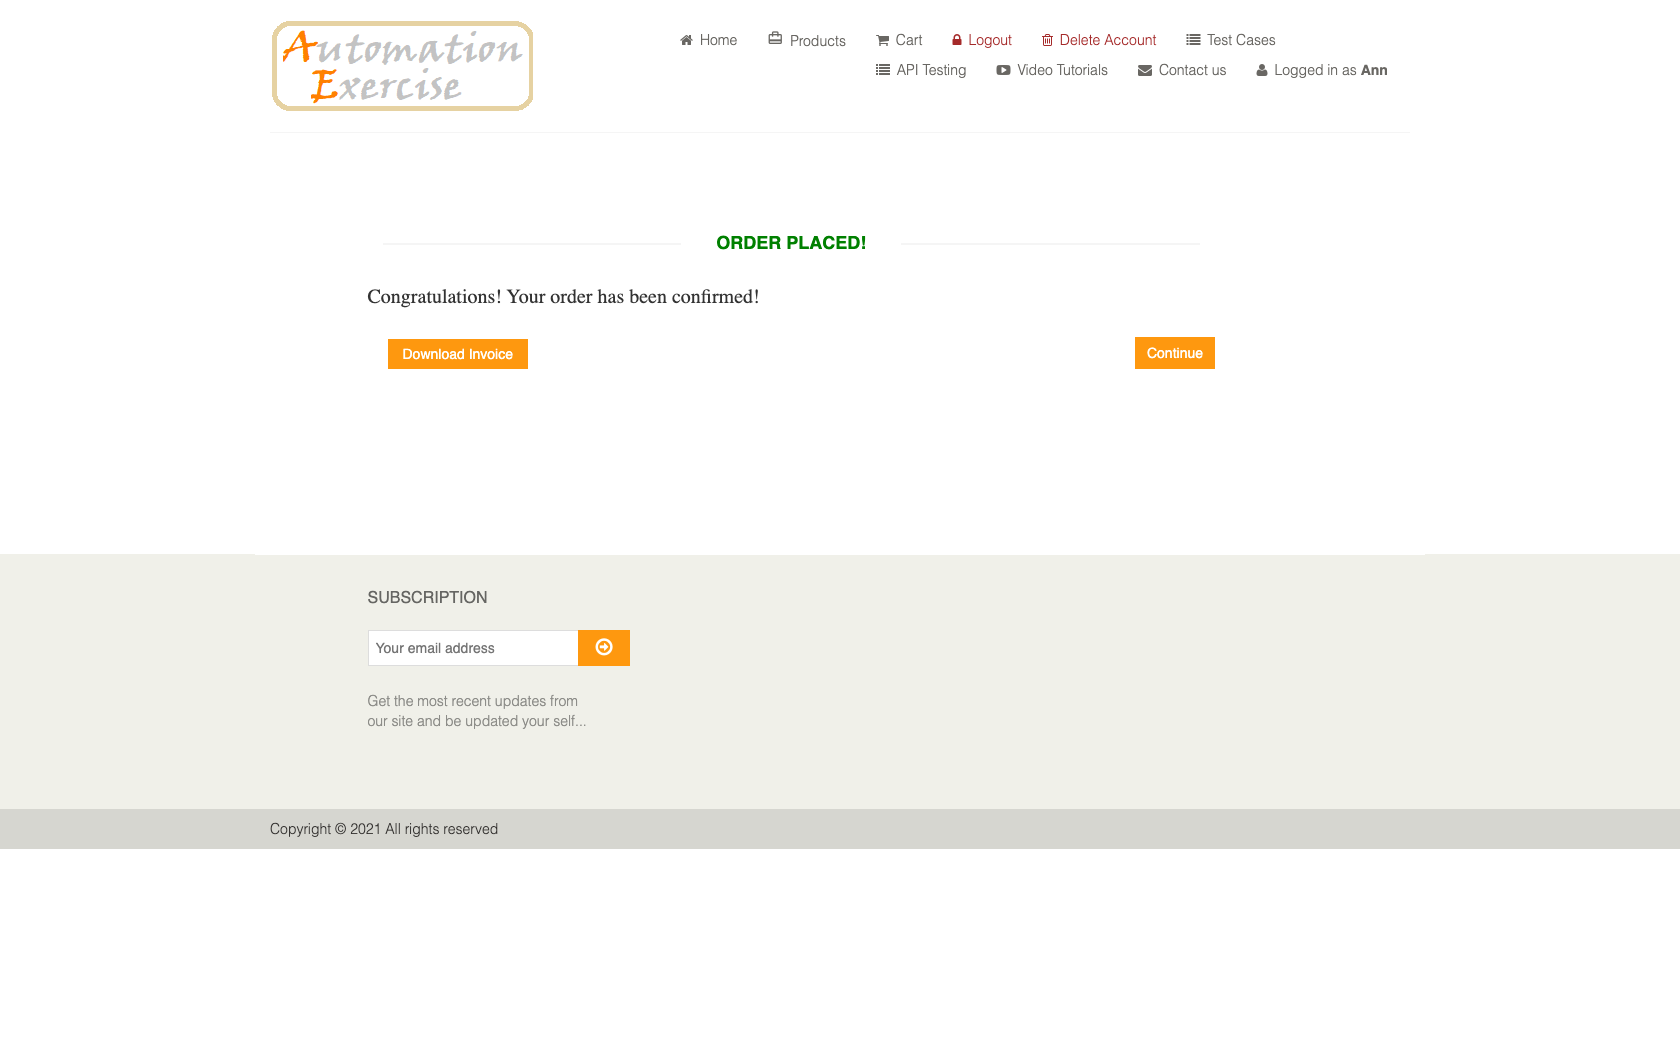 Automation
Exercise
Home Products Cart Logout Delete Account Test Cases
API Testing Video Tutorials Contact us Logged in as Ann
ORDER PLACED!
Congratulations! Your order has been confirmed!
Download Invoice Continue
SUBSCRIPTION
Your email address
Get the most recent updates from
our site and be updated your self...
Copyright © 2021 All rights reserved